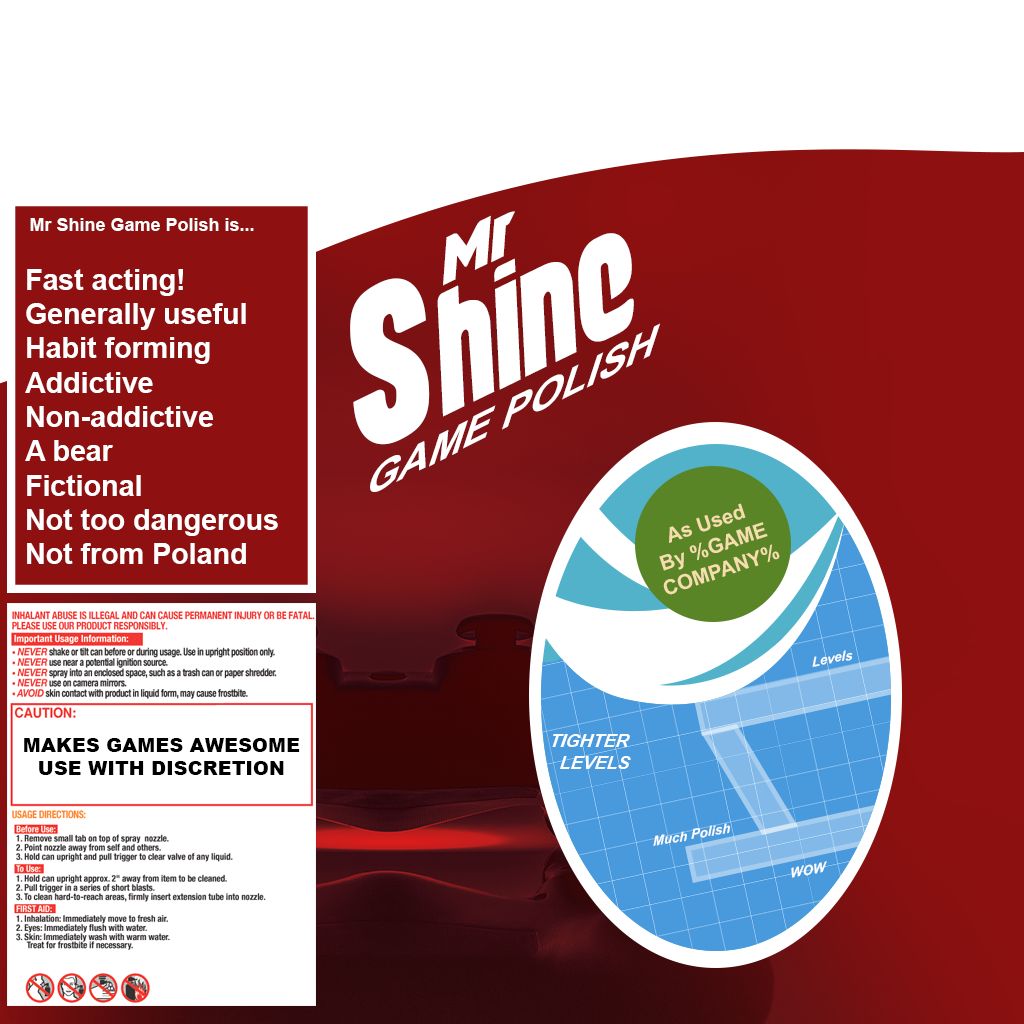 Mr Shine Game Polish is...
Fast acting!
Generally useful
Habit forming
Addictive
Non-addictive
A bear
Fictional
Not too dangerous
Not from Poland
INHALANT ABUSE IS ILLEGAL AND CAN CAUSE PERMANENT INJURY OR BE FATAL.
PLEASE USE OUR PRODUCT RESPONSIBLY.
Important Usage Information:
• NEVER shake or tilt can before or during usage. Use in upright position only.
• NEVER use near a potential ignition source.
• NEVER spray into an enclosed space, such as a trash can or paper shredder.
• NEVER use on camera mirrors.
• AVOID skin contact with product in liquid form, may cause frostbite.
CAUTION:
MAKES GAMES AWESOME
USE WITH DISCRETION
USAGE DIRECTIONS:
Before Use:
1. Remove small tab on top of spray nozzle.
2. Point nozzle away from self and others.
3. Hold can upright and pull trigger to clear valve of any liquid.
To Use:
1. Hold can upright approx. 2" away from item to be cleaned.
2. Pull trigger in a series of short blasts.
3. To clean hard-to-reach areas, firmly insert extension tube into nozzle.
FIRST AID:
1. Inhalation: Immediately move to fresh air.
2. Eyes: Immediately flush with water.
3. Skin: Immediately wash with warm water.
Treat for frostbite if necessary.
Mr
Shine
GAME POLISH
As Used
By %GAME
COMPANY%
Levels
TIGHTER
LEVELS
Much Polish
WOW